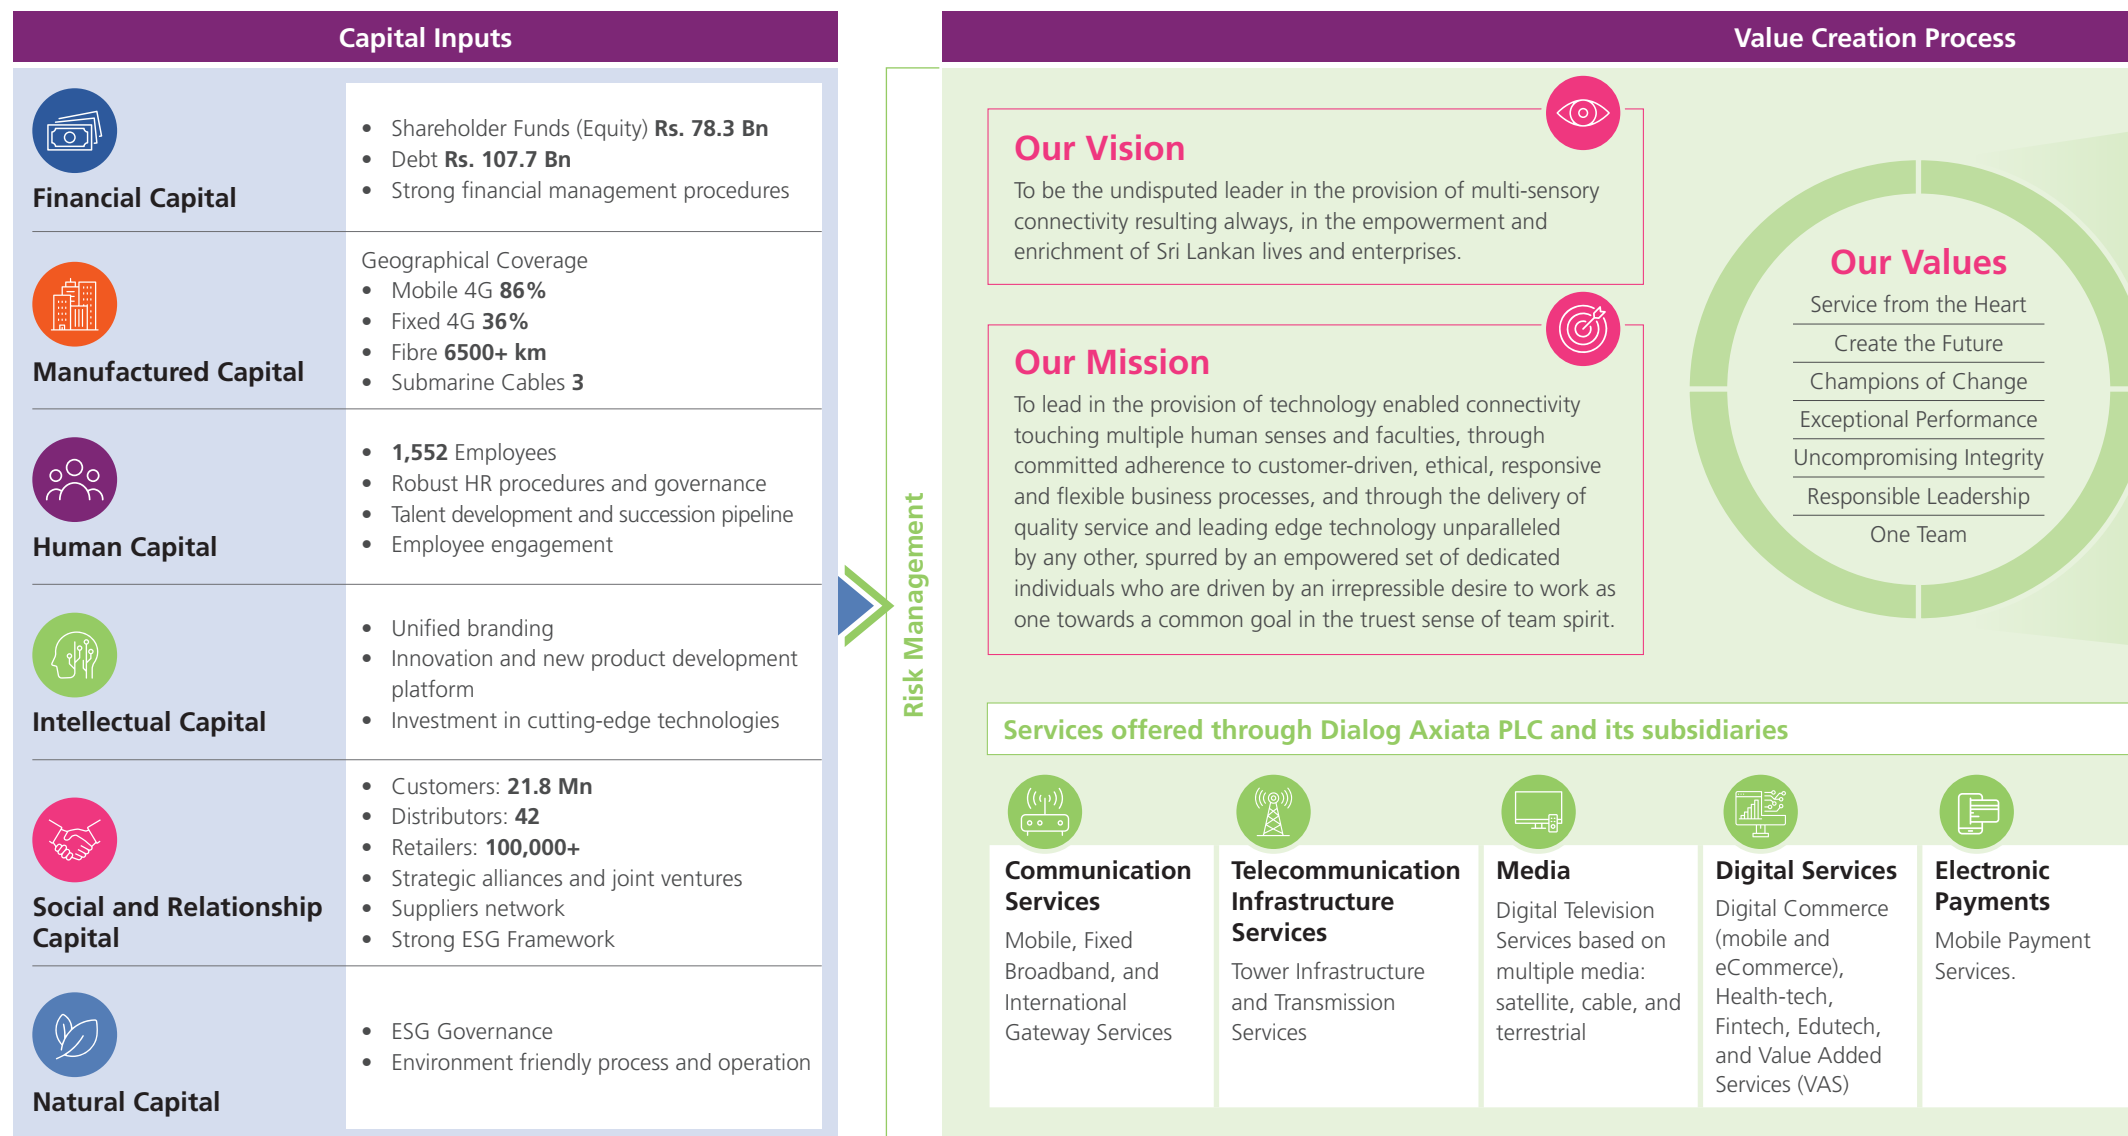 Capital Inputs
Financial Capital
• Shareholder Funds (Equity) Rs. 78.3 Bn
• Debt Rs. 107.7 Bn
• Strong financial management procedures
Manufactured Capital
Geographical Coverage
• Mobile 4G 86%
• Fixed 4G 36%
• Fibre 6500+ km
• Submarine Cables 3
Human Capital
• 1,552 Employees
• Robust HR procedures and governance
• Talent development and succession pipeline
• Employee engagement
Intellectual Capital
• Unified branding
• Innovation and new product development
platform
• Investment in cutting-edge technologies
Social and Relationship
Capital
• Customers: 21.8 Mn
• Distributors: 42
• Retailers: 100,000+
• Strategic alliances and joint ventures
• Suppliers network
• Strong ESG Framework
Natural Capital
• ESG Governance
• Environment friendly process and operation
Risk Management
Value Creation Process
Our Vision
To be the undisputed leader in the provision of multi-sensory
connectivity resulting always, in the empowerment and
enrichment of Sri Lankan lives and enterprises.
Our Mission
To lead in the provision of technology enabled connectivity
touching multiple human senses and faculties, through
committed adherence to customer-driven, ethical, responsive
and flexible business processes, and through the delivery of
quality service and leading edge technology unparalleled
by any other, spurred by an empowered set of dedicated
individuals who are driven by an irrepressible desire to work as
one towards a common goal in the truest sense of team spirit.
Our Values
Service from the Heart
Create the Future
Champions of Change
Exceptional Performance
Uncompromising Integrity
Responsible Leadership
One Team
Services offered through Dialog Axiata PLC and its subsidiaries
Communication
Services
Mobile, Fixed
Broadband, and
International
Gateway Services
Telecommunication
Infrastructure
Services
Tower Infrastructure
and Transmission
Services
Media
Digital Television
Services based on
multiple media:
satellite, cable, and
terrestrial
Digital Services
Digital Commerce
(mobile and
eCommerce),
Health-tech,
Fintech, Edutech,
and Value Added
Services (VAS)
Electronic
Payments
Mobile Payment
Services.